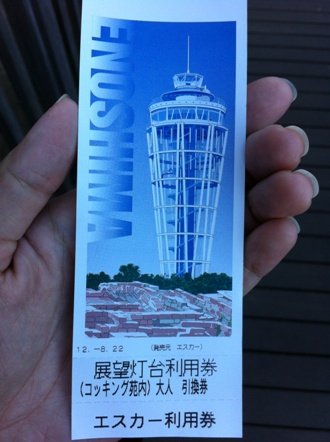 ENOSHIMA
12. -8. 22 (発売元 エスカー)
展望灯台利用券
(コッキング苑内) 大人 引換券
エスカー利用券